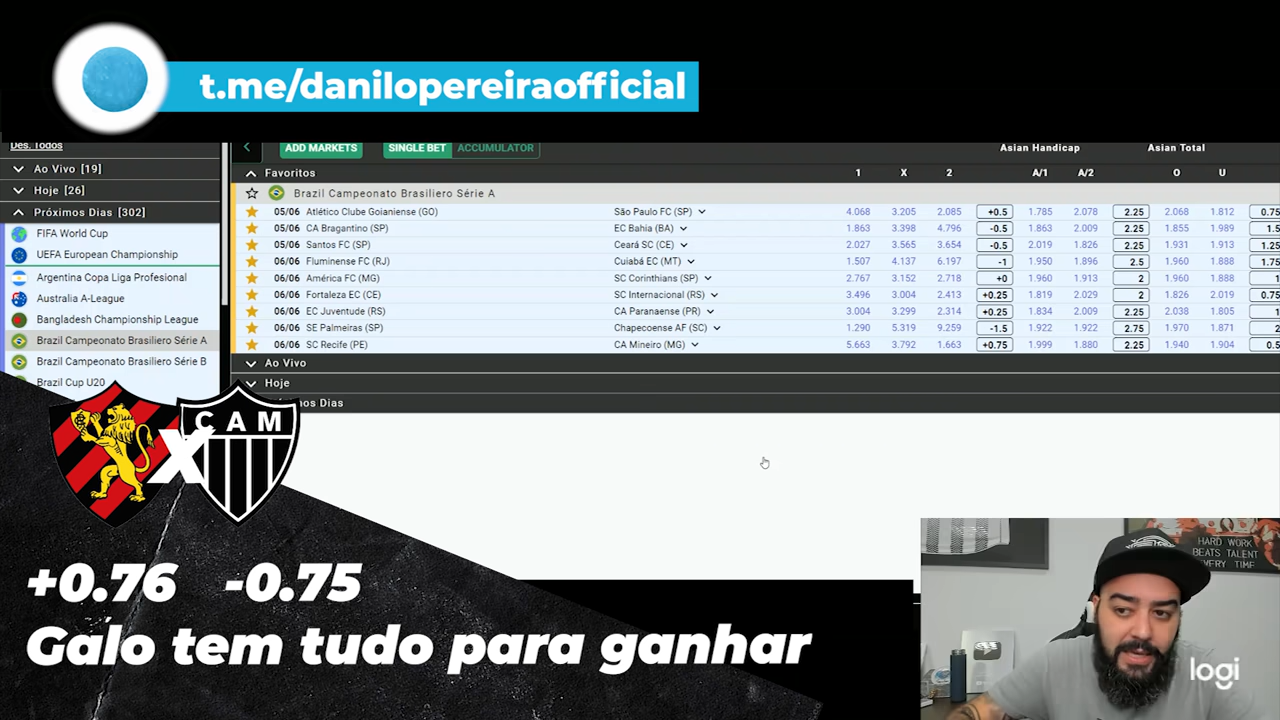 t.me/danilopereiraofficial
Des. Todos
Ao Vivo [19]
Hoje [26]
Próximos Dias [302]
FIFA World Cup
UEFA European Championship
Argentina Copa Liga Profesional
Australia A-League
Bangladesh Championship League
Brazil Campeonato Brasiliero Série A
Brazil Campeonato Brasiliero Série B
Brazil Cup U20
ADD MARKETS SINGLE BET ACCUMULATOR Asian Handicap Asian Total
Favoritos 1 X 2 A/1 A/2 O U
Brazil Campeonato Brasiliero Série A
05/06 Atlético Clube Goianiense (GO) São Paulo FC (SP) 4.068 3.205 2.085 +0.5 1.785 2.078 2.25 2.068 1.812 0.75
05/06 CA Bragantino (SP) EC Bahia (BA) 1.863 3.398 4.796 -0.5 1.863 2.009 2.25 1.855 1.989 1.5
05/06 Santos FC (SP) Ceará SC (CE) 2.027 3.565 3.654 -0.5 2.019 1.826 2.5 1.931 1.913 1.25
06/06 Fluminense FC (RJ) Cuiabá EC (MT) 1.507 4.137 6.197 -1 1.950 1.896 2.5 1.960 1.888 1.75
06/06 América FC (MG) SC Corinthians (SP) 2.767 3.152 2.718 +0 1.960 1.913 2 1.960 1.888 1
06/06 Fortaleza EC (CE) SC Internacional (RS) 3.496 3.004 2.413 +0.25 1.819 2.029 2 1.826 2.019 0.75
06/06 EC Juventude (RS) CA Paranaense (PR) 3.004 3.299 2.314 +0.25 1.834 2.009 2.25 2.038 1.805 1
06/06 SE Palmeiras (SP) Chapecoense AF (SC) 1.290 5.319 9.259 -1.5 1.922 1.922 2.75 1.970 1.871 2
06/06 SC Recife (PE) CA Mineiro (MG) 5.663 3.792 1.663 +0.75 1.999 1.880 2.25 1.940 1.904 0.5
Ao Vivo
Hoje
mos Dias
CAM
X
+0.76 -0.75
Galo tem tudo para ganhar
HARD WORK
BEATS TALENT
VERY TIME
logi